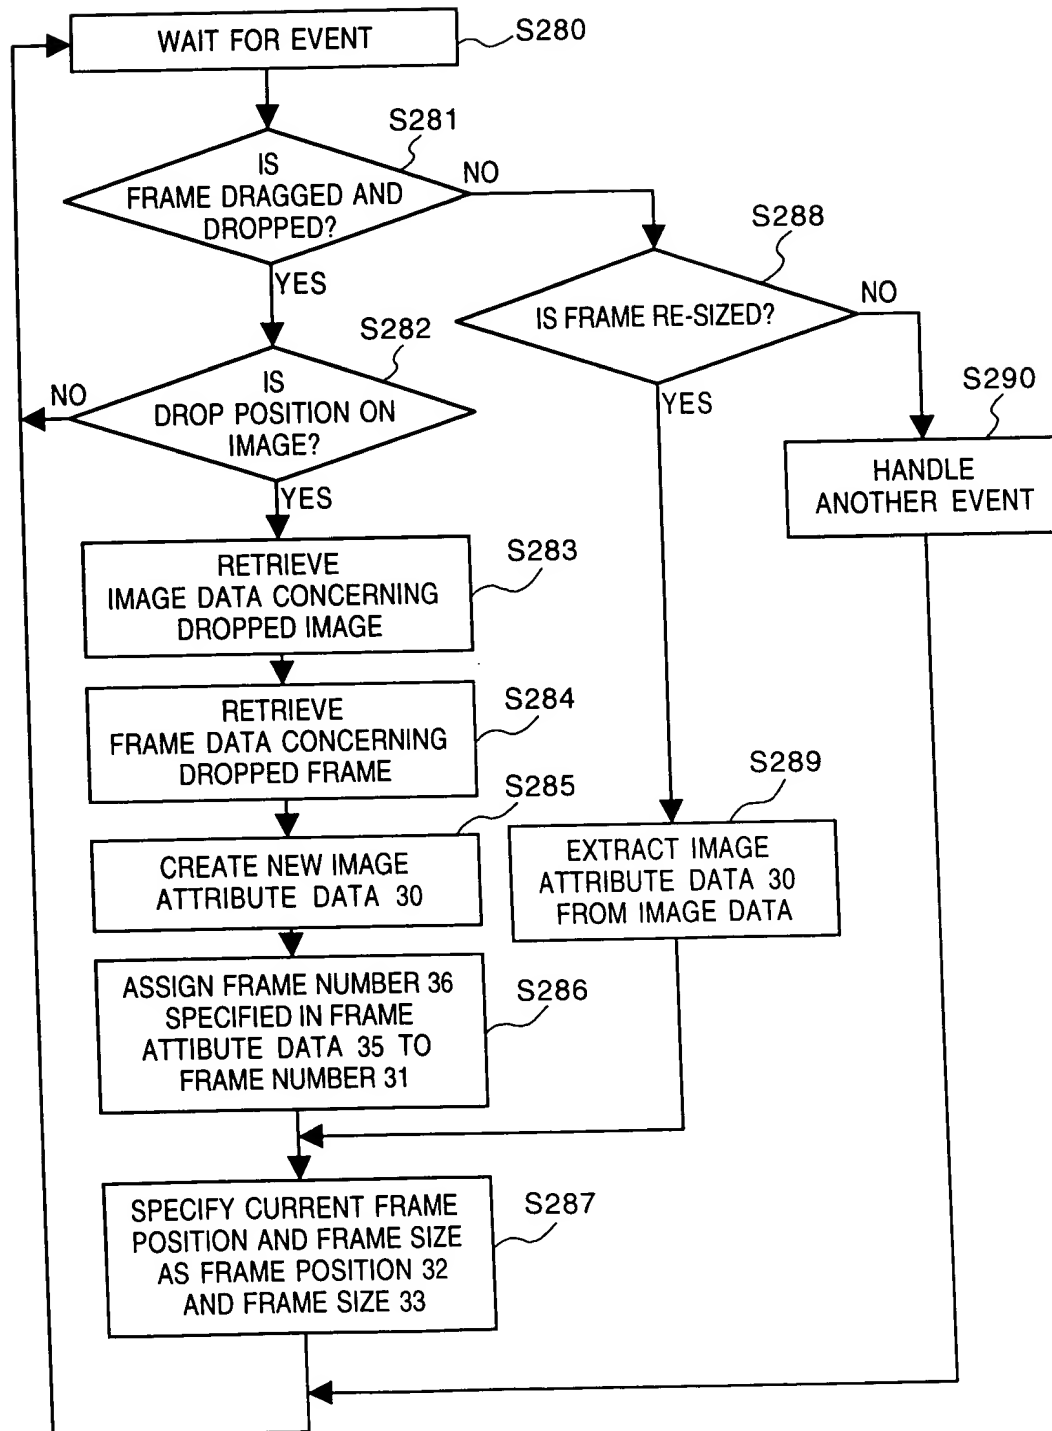 WAIT FOR EVENT
S280
S281
IS
FRAME DRAGGED AND
DROPPED?
NO
YES
S288
IS FRAME RE-SIZED?
NO
YES
S282
IS
DROP POSITION ON
IMAGE?
NO
YES
S290
HANDLE
ANOTHER EVENT
S283
RETRIEVE
IMAGE DATA CONCERNING
DROPPED IMAGE
S284
RETRIEVE
FRAME DATA CONCERNING
DROPPED FRAME
S285
CREATE NEW IMAGE
ATTRIBUTE DATA 30
S289
EXTRACT IMAGE
ATTRIBUTE DATA 30
FROM IMAGE DATA
S286
ASSIGN FRAME NUMBER 36
SPECIFIED IN FRAME
ATTIBUTE DATA 35 TO
FRAME NUMBER 31
S287
SPECIFY CURRENT FRAME
POSITION AND FRAME SIZE
AS FRAME POSITION 32
AND FRAME SIZE 33